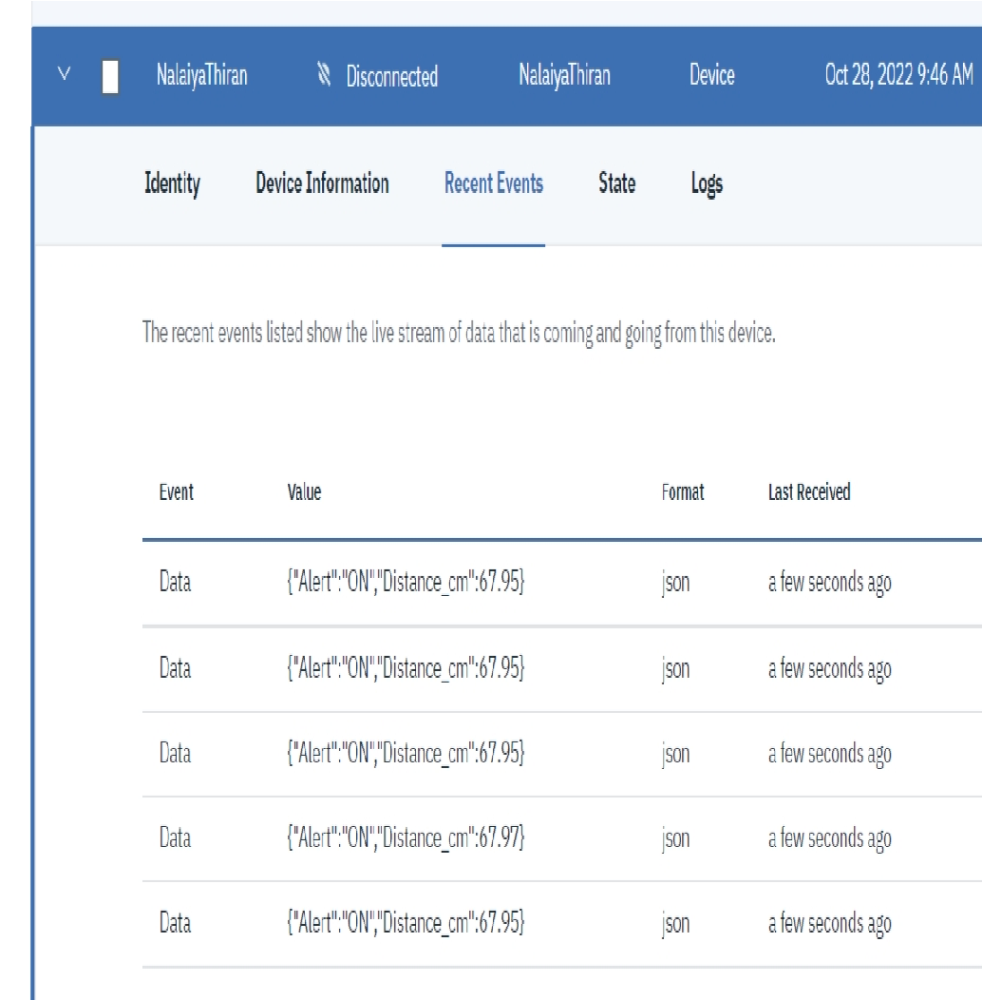 NalaiyaThiran Disconnected NalaiyaThiran Device Oct 28, 2022 9:46 AM
Identity Device Information Recent Events State Logs
The recent events listed show the live stream of data that is coming and going from this device.
Event Value Format Last Received
Data {"Alert":"ON","Distance_cm":67.95} json a few seconds ago
Data {"Alert":"ON","Distance_cm":67.95} json a few seconds ago
Data {"Alert":"ON","Distance_cm":67.95} json a few seconds ago
Data {"Alert":"ON","Distance_cm":67.97} json a few seconds ago
Data {"Alert":"ON","Distance_cm":67.95} json a few seconds ago